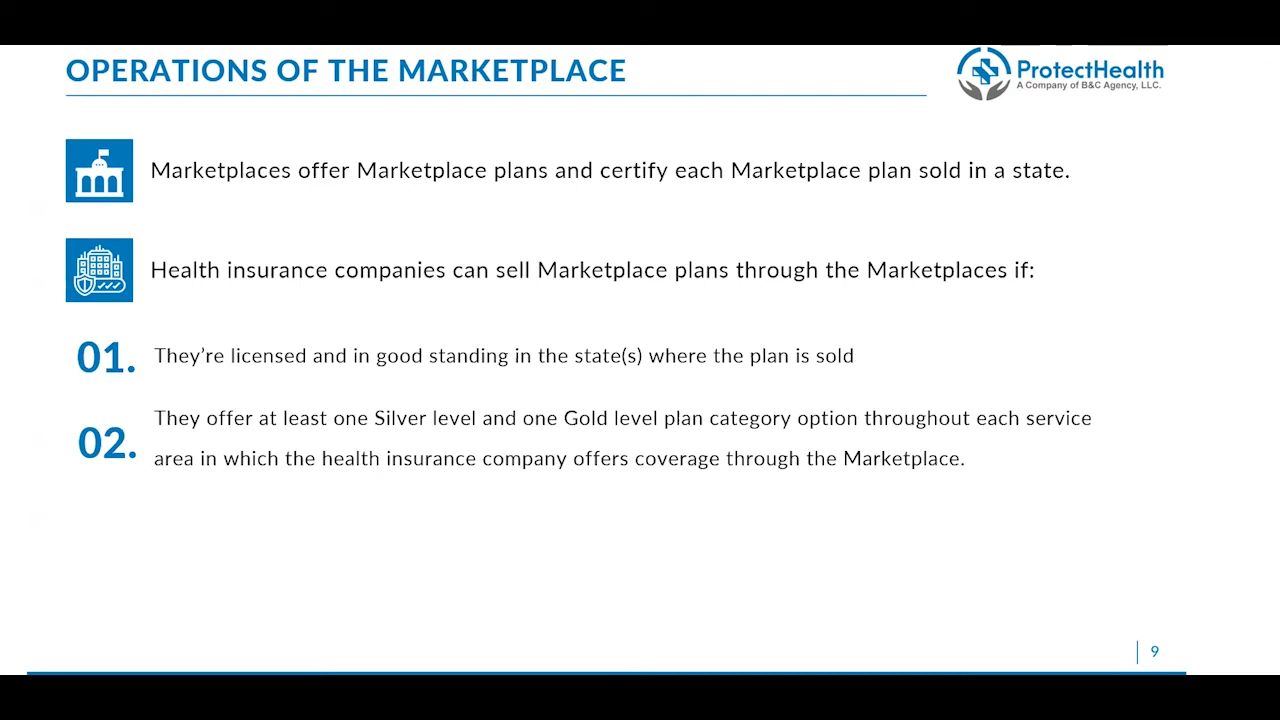 OPERATIONS OF THE MARKETPLACE
ProtectHealth
A Company of B&C Agency, LLC.
Marketplaces offer Marketplace plans and certify each Marketplace plan sold in a state.
Health insurance companies can sell Marketplace plans through the Marketplaces if:
01.
They’re licensed and in good standing in the state(s) where the plan is sold
02.
They offer at least one Silver level and one Gold level plan category option throughout each service
area in which the health insurance company offers coverage through the Marketplace.
9